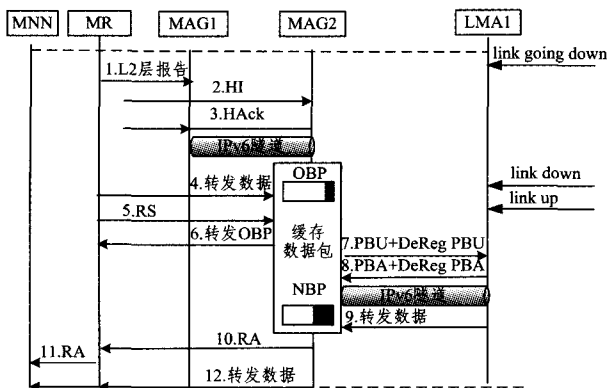 MNN MR MAG1 MAG2 LMA1
link going down
1.L2层报告
2.HI
3.HAck
IPv6隧道
OBP
4.转发数据
link down
5.RS
link up
6.转发OBP
缓存
数据包
7.PBU+DeReg PBU
8.PBA+DeReg PBA
NBP
IPv6隧道
9.转发数据
10.RA
11.RA
12.转发数据